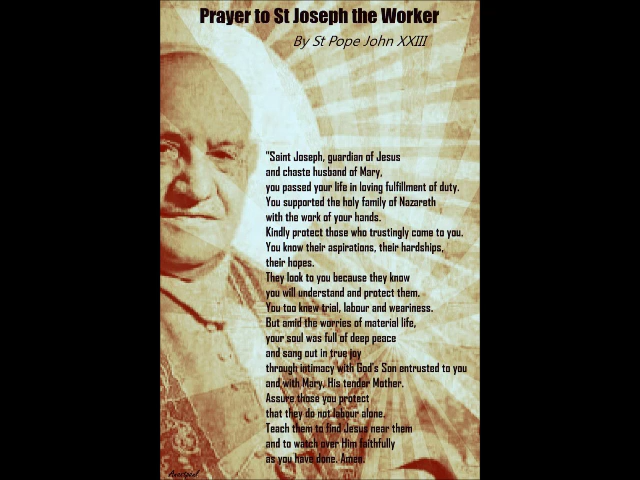 Prayer to St Joseph the Worker
By St Pope John XXIII
"Saint Joseph, guardian of Jesus
and chaste husband of Mary,
you passed your life in loving fulfillment of duty.
You supported the holy family of Nazareth
with the work of your hands.
Kindly protect those who trustingly come to you.
You know their aspirations, their hardships,
their hopes.
They look to you because they know
you will understand and protect them.
You too knew trial, labour and weariness.
But amid the worries of material life,
your soul was full of deep peace
and sang out in true joy
through intimacy with God's Son entrusted to you
and with Mary, His tender Mother.
Assure those you protect
that they do not labour alone.
Teach them to find Jesus near them
and to watch over Him faithfully
as you have done. Amen.